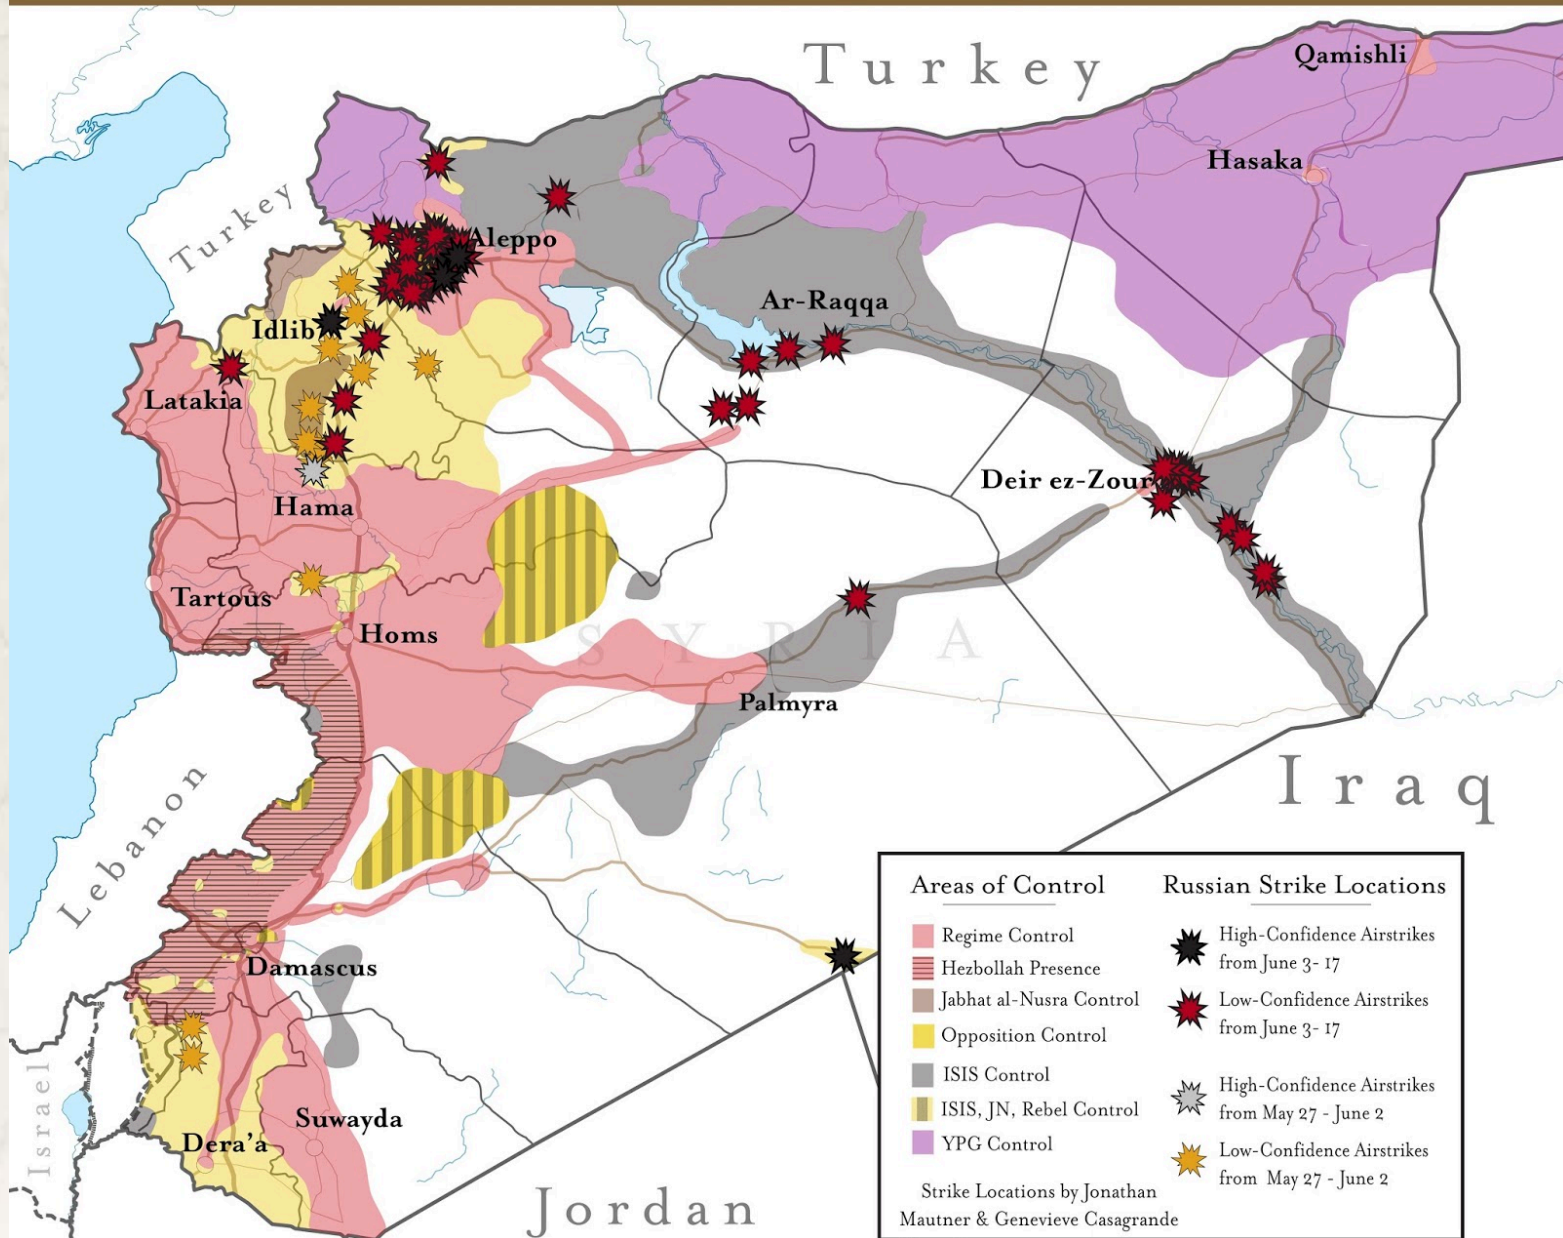 Turkey
Qamishli
Hasaka
Turkey
Aleppo
Ar-Raqqa
Idlib
Latakia
Deir ez-Zour
Hama
Tartous
Homs
SYRIA
Palmyra
Iraq
Lebanon
Damascus
Israel
Suwayda
Dera'a
Jordan
Areas of Control
Regime Control
Hezbollah Presence
Jabhat al-Nusra Control
Opposition Control
ISIS Control
ISIS, JN, Rebel Control
YPG Control
Strike Locations by Jonathan
Mautner & Genevieve Casagrande
Russian Strike Locations
High-Confidence Airstrikes
from June 3- 17
Low-Confidence Airstrikes
from June 3- 17
High-Confidence Airstrikes
from May 27 - June 2
Low-Confidence Airstrikes
from May 27 - June 2